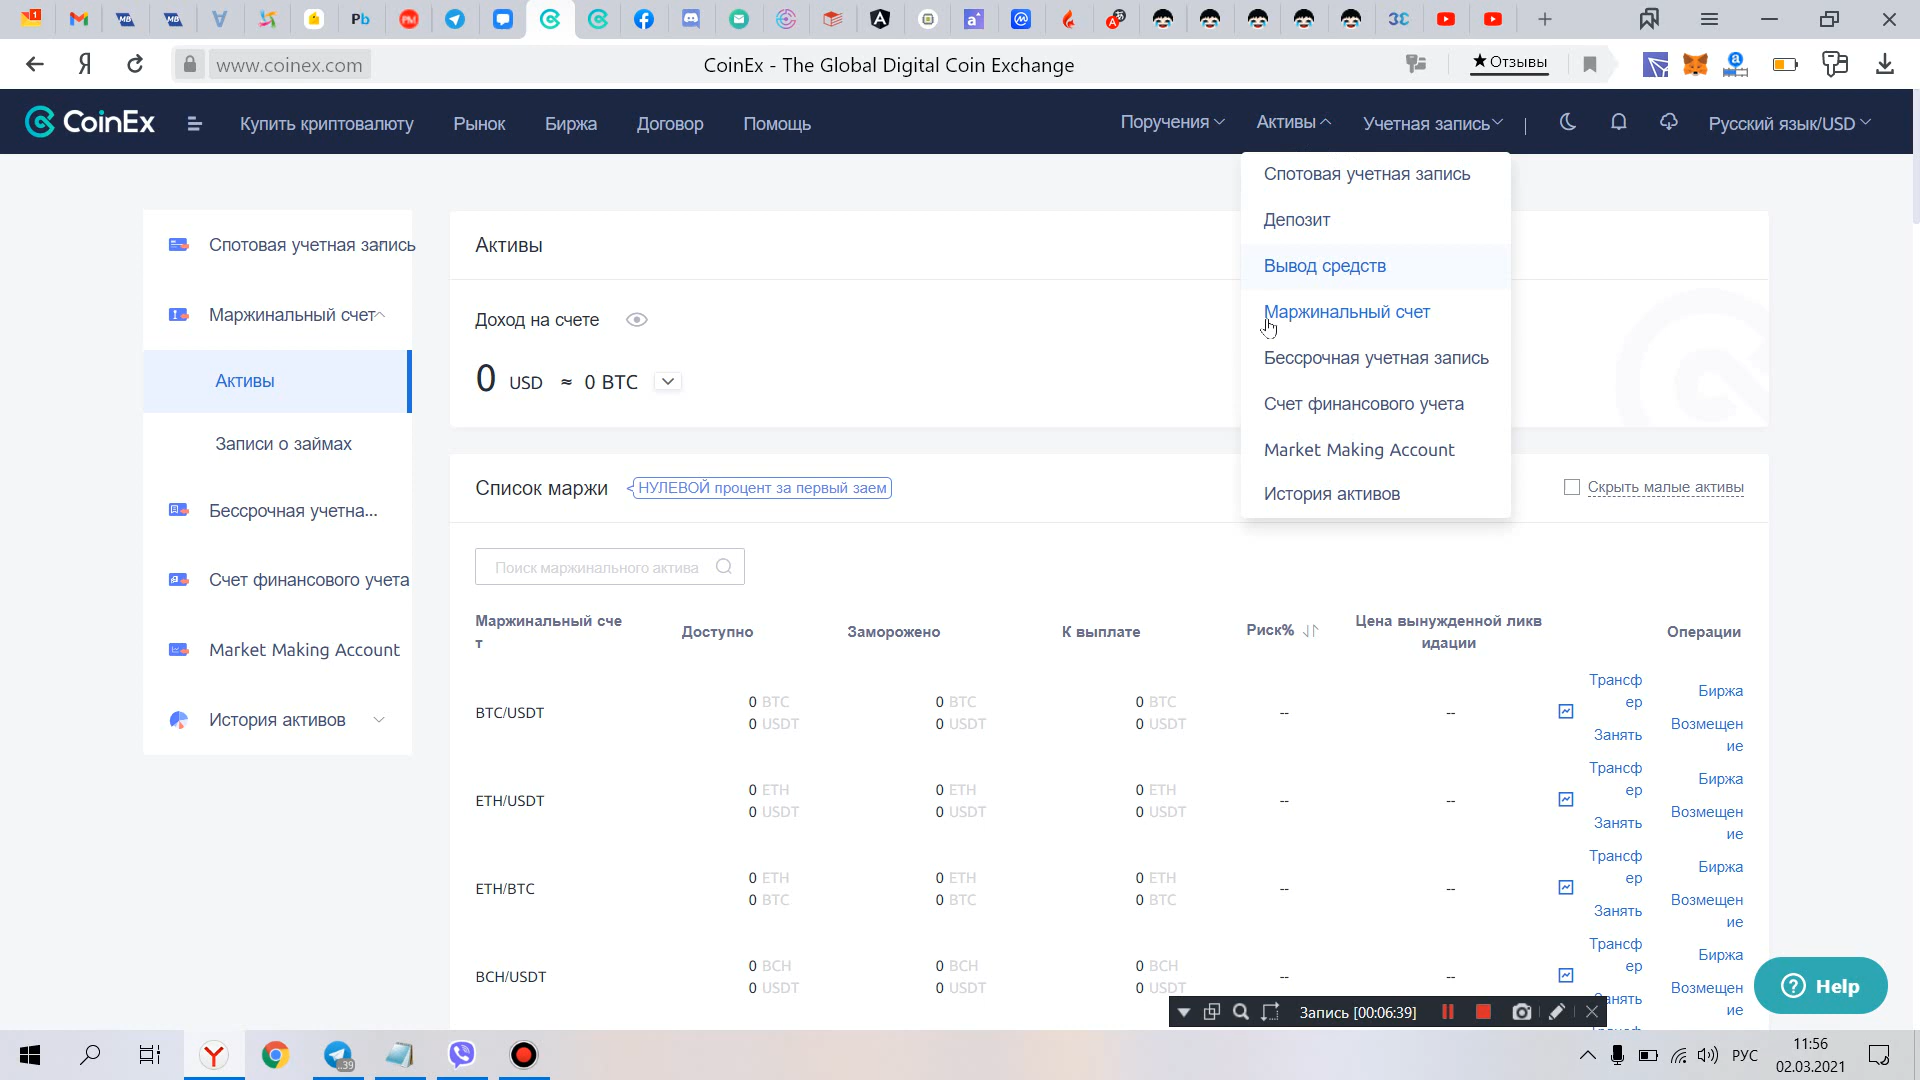 www.coinex.com
CoinEx - The Global Digital Coin Exchange
★ Отзывы
CoinEx
Купить криптовалюту
Рынок
Биржа
Договор
Помощь
Поручения
Активы
Учетная запись
Русский язык/USD
Спотовая учетная запись
Депозит
Вывод средств
Маржинальный счет
Бессрочная учетная запись
Счет финансового учета
Market Making Account
История активов
Спотовая учетная запись
Маржинальный счет
Активы
Записи о займах
Бессрочная учетна...
Счет финансового учета
Market Making Account
История активов
Активы
Доход на счете
0 USD ≈ 0 BTC
Список маржи
НУЛЕВОЙ процент за первый заем
Скрыть малые активы
Поиск маржинального актива
Маржинальный сче
т
Доступно
Заморожено
К выплате
Риск%
Цена вынужденной ликв
идации
Операции
BTC/USDT
0 BTC
0 USDT
0 BTC
0 USDT
0 BTC
0 USDT
--
--
Трансф
ер
Занять
Биржа
Возмещен
ие
ETH/USDT
0 ETH
0 USDT
0 ETH
0 USDT
0 ETH
0 USDT
--
--
Трансф
ер
Занять
Биржа
Возмещен
ие
ETH/BTC
0 ETH
0 BTC
0 ETH
0 BTC
0 ETH
0 BTC
--
--
Трансф
ер
Занять
Биржа
Возмещен
ие
BCH/USDT
0 BCH
0 USDT
0 BCH
0 USDT
0 BCH
0 USDT
--
--
Трансф
ер
анять
Биржа
Возмещен
ие
Help
Запись [00:06:39]
РУС
11:56
02.03.2021